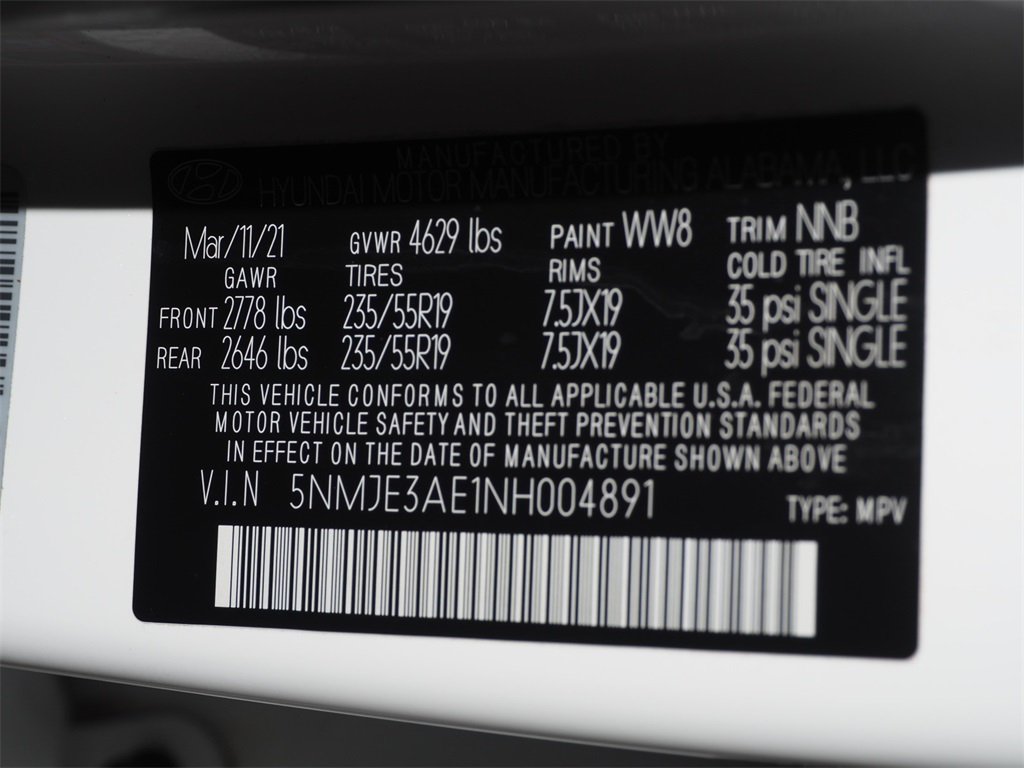 MANUFACTURED BY
HYUNDAI MOTOR MANUFACTURING ALABAMA, LLC
Mar/11/21 GVWR 4629 lbs PAINT WW8 TRIM NNB
GAWR TIRES RIMS COLD TIRE INFL
FRONT 2778 lbs 235/55R19 7.5JX19 35 psi SINGLE
REAR 2646 lbs 235/55R19 7.5JX19 35 psi SINGLE
THIS VEHICLE CONFORMS TO ALL APPLICABLE U.S.A. FEDERAL
MOTOR VEHICLE SAFETY AND THEFT PREVENTION STANDARDS
IN EFFECT ON THE DATE OF MANUFACTURE SHOWN ABOVE
V.I.N 5NMJE3AE1NH004891 TYPE: MPV